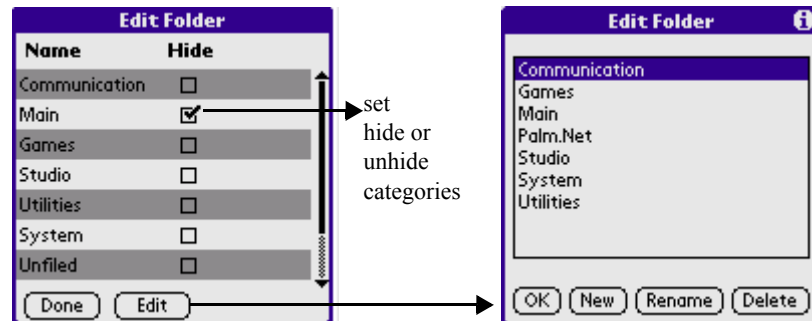 Edit Folder
Name Hide
Communication
Main
Games
Studio
Utilities
System
Unfiled
Done Edit
set
hide or
unhide
categories
Edit Folder i
Communication
Games
Main
Palm.Net
Studio
System
Utilities
OK New Rename Delete